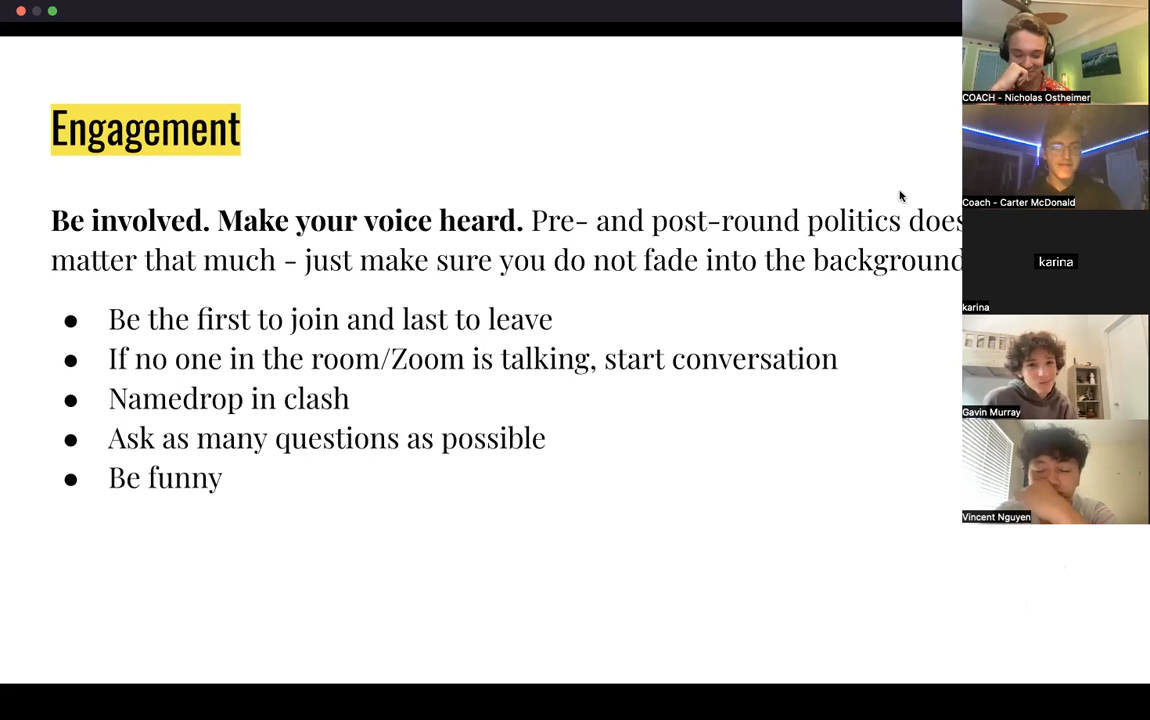 Engagement
Be involved. Make your voice heard. Pre- and post-round politics does
matter that much - just make sure you do not fade into the background
● Be the first to join and last to leave
● If no one in the room/Zoom is talking, start conversation
● Namedrop in clash
● Ask as many questions as possible
● Be funny
COACH - Nicholas Ostheimer
Coach - Carter McDonald
karina
karina
Gavin Murray
Vincent Nguyen